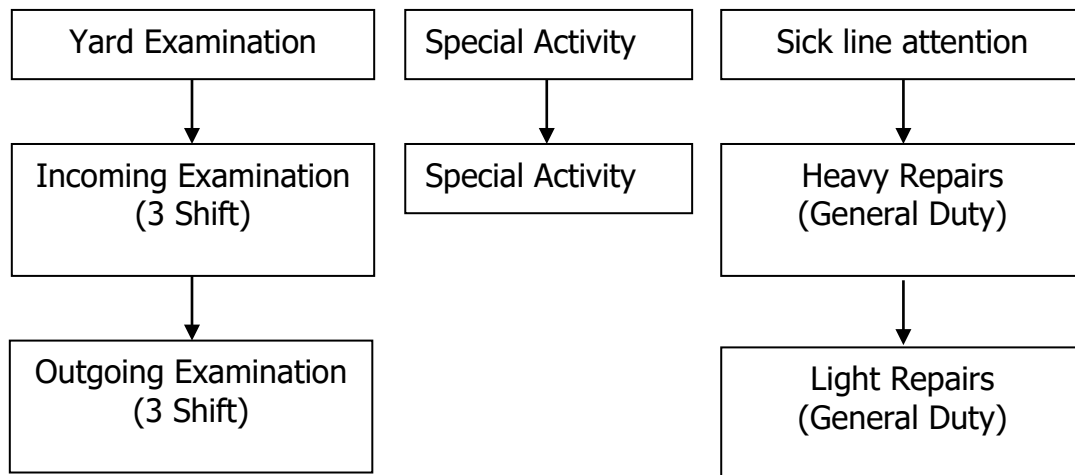 Yard Examination
Special Activity
Sick line attention
Incoming Examination
(3 Shift)
Special Activity
Heavy Repairs
(General Duty)
Outgoing Examination
(3 Shift)
Light Repairs
(General Duty)